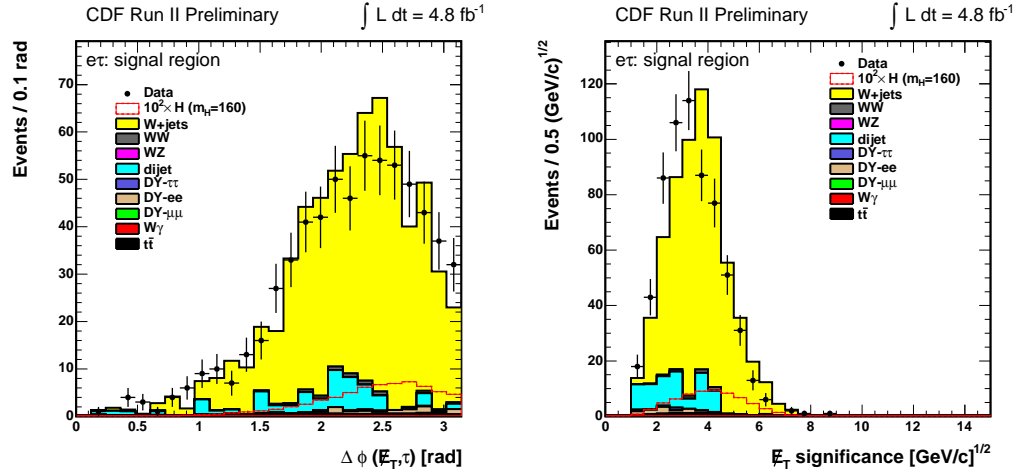 CDF Run II Preliminary
∫ L dt = 4.8 fb⁻¹
eτ: signal region
Events / 0.1 rad
70
60
50
40
30
20
10
0
Data
10²× H (m_H=160)
W+jets
WW
WZ
dijet
DY-ττ
DY-ee
DY-μμ
Wγ
tt̄
0 0.5 1 1.5 2 2.5 3
Δ φ (E̸_T,τ) [rad]
CDF Run II Preliminary
∫ L dt = 4.8 fb⁻¹
eτ: signal region
Events / 0.5 (GeV/c)^1/2
120
100
80
60
40
20
0
Data
10²× H (m_H=160)
W+jets
WW
WZ
dijet
DY-ττ
DY-ee
DY-μμ
Wγ
tt̄
0 2 4 6 8 10 12 14
E̸_T significance [GeV/c]^1/2